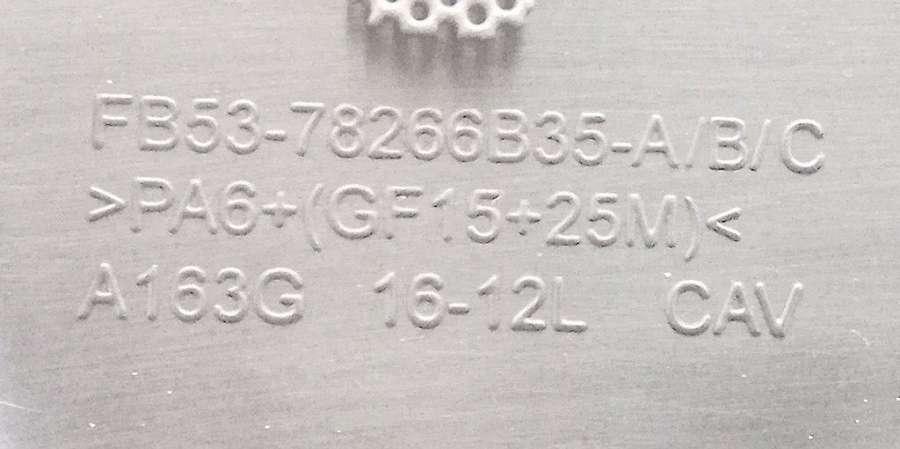 FB53-78266B35-A/B/C
>PA6+(GF15+25M)<
A163G 16-12L CAV